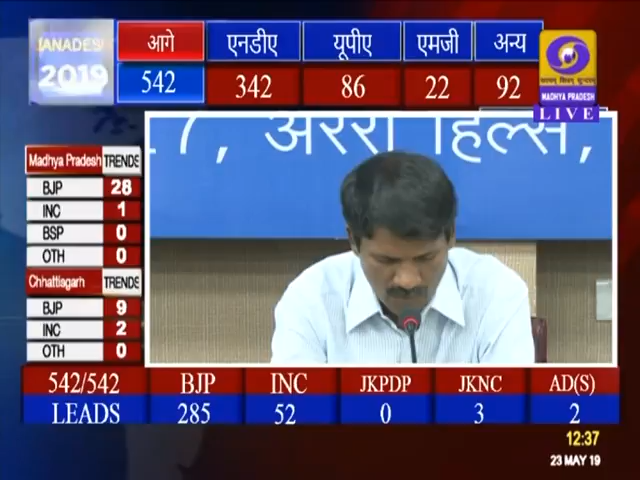 JANADESH
2019
आगे एनडीए यूपीए एमजी अन्य
542 342 86 22 92
MADHYA PRADESH
LIVE
27, अरेरा हिल्स,
Madhya Pradesh TRENDS
BJP 28
INC 1
BSP 0
OTH 0
Chhattisgarh TRENDS
BJP 9
INC 2
OTH 0
542/542 BJP INC JKPDP JKNC AD(S)
LEADS 285 52 0 3 2
12:37
23 MAY 19